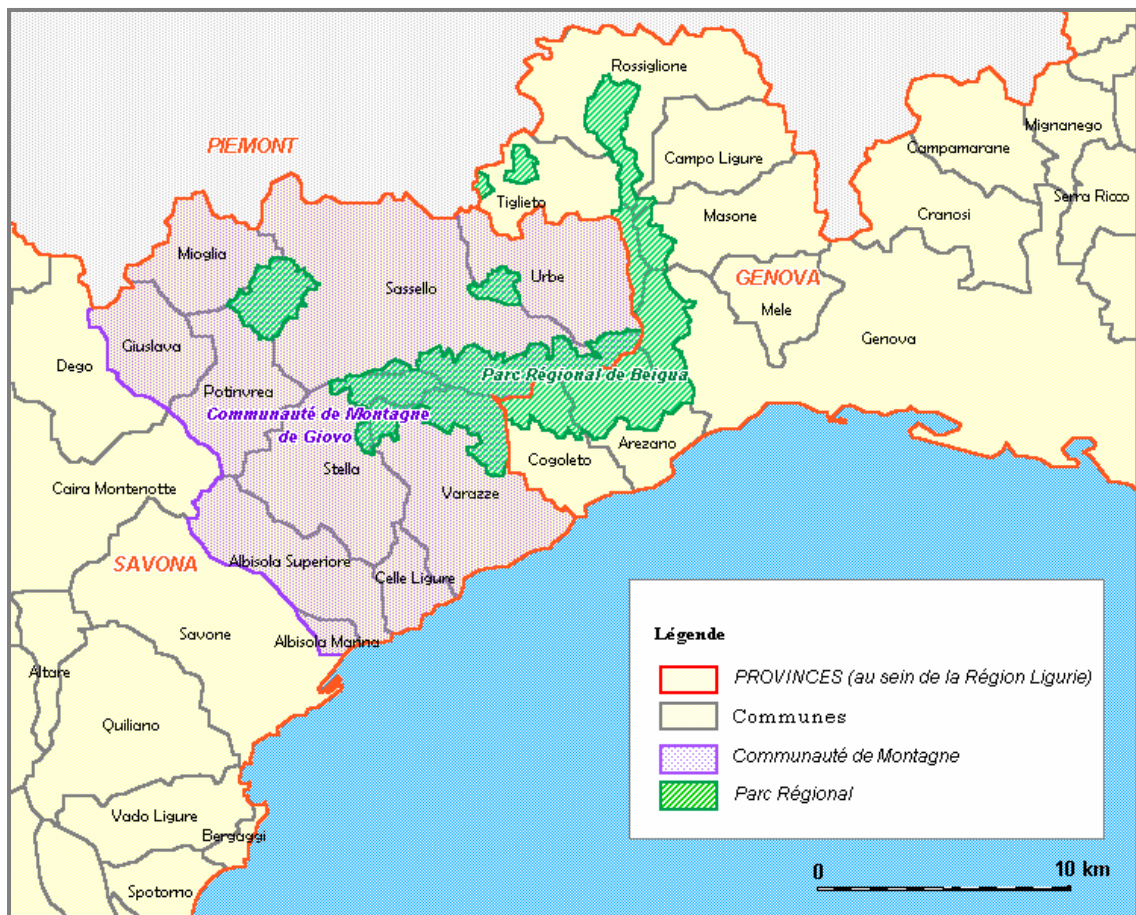 Rossiglione
PIEMONT
Mignanego
Campamarane
Campo Ligure
Serra Ricco
Tiglieto
Masone
Cranosi
Mioglia
Urbe
GENOVA
Sassello
Mele
Genova
Giuslava
Dego
Parc Régional de Beigua
Potinvrea
Communauté de Montagne
de Giovo
Arezano
Cogoleto
Stella
Caira Montenotte
Varazze
SAVONA
Albisola Superiore
Celle Ligure
Savone
Albisola Marina
Altare
Quiliano
Vado Ligure
Bergaggi
Spotorno
Légende
PROVINCES (au sein de la Région Ligurie)
Communes
Communauté de Montagne
Parc Régional
0 10 km